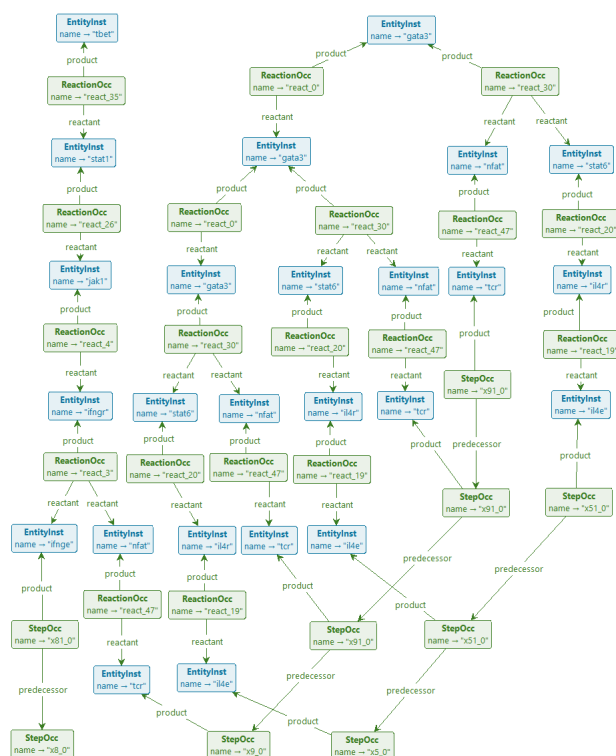 EntityInst
name → "tbet"
EntityInst
name → "gata3"
product
product
product
ReactionOcc
name → "react_35"
ReactionOcc
name → "react_0"
ReactionOcc
name → "react_30"
reactant
reactant
reactant
reactant
EntityInst
name → "stat1"
EntityInst
name → "gata3"
EntityInst
name → "nfat"
EntityInst
name → "stat6"
product
product
product
product
product
ReactionOcc
name → "react_26"
ReactionOcc
name → "react_0"
ReactionOcc
name → "react_30"
ReactionOcc
name → "react_47"
ReactionOcc
name → "react_20"
reactant
reactant
reactant
reactant
reactant
reactant
EntityInst
name → "jak1"
EntityInst
name → "gata3"
EntityInst
name → "stat6"
EntityInst
name → "nfat"
EntityInst
name → "tcr"
EntityInst
name → "il4r"
product
product
product
product
product
product
ReactionOcc
name → "react_4"
ReactionOcc
name → "react_30"
ReactionOcc
name → "react_20"
ReactionOcc
name → "react_47"
ReactionOcc
name → "react_19"
reactant
reactant
reactant
reactant
reactant
reactant
StepOcc
name → "x91_0"
EntityInst
name → "ifngr"
EntityInst
name → "stat6"
EntityInst
name → "nfat"
EntityInst
name → "il4r"
EntityInst
name → "tcr"
EntityInst
name → "il4e"
product
product
product
product
product
predecessor
product
ReactionOcc
name → "react_3"
ReactionOcc
name → "react_20"
ReactionOcc
name → "react_47"
ReactionOcc
name → "react_19"
reactant
reactant
reactant
reactant
reactant
StepOcc
name → "x91_0"
StepOcc
name → "x51_0"
EntityInst
name → "ifnge"
EntityInst
name → "nfat"
EntityInst
name → "il4r"
EntityInst
name → "tcr"
EntityInst
name → "il4e"
product
product
product
product
predecessor
product
predecessor
ReactionOcc
name → "react_47"
ReactionOcc
name → "react_19"
StepOcc
name → "x81_0"
StepOcc
name → "x91_0"
StepOcc
name → "x51_0"
reactant
reactant
EntityInst
name → "tcr"
EntityInst
name → "il4e"
predecessor
predecessor
predecessor
product
product
StepOcc
name → "x8_0"
StepOcc
name → "x9_0"
StepOcc
name → "x5_0"